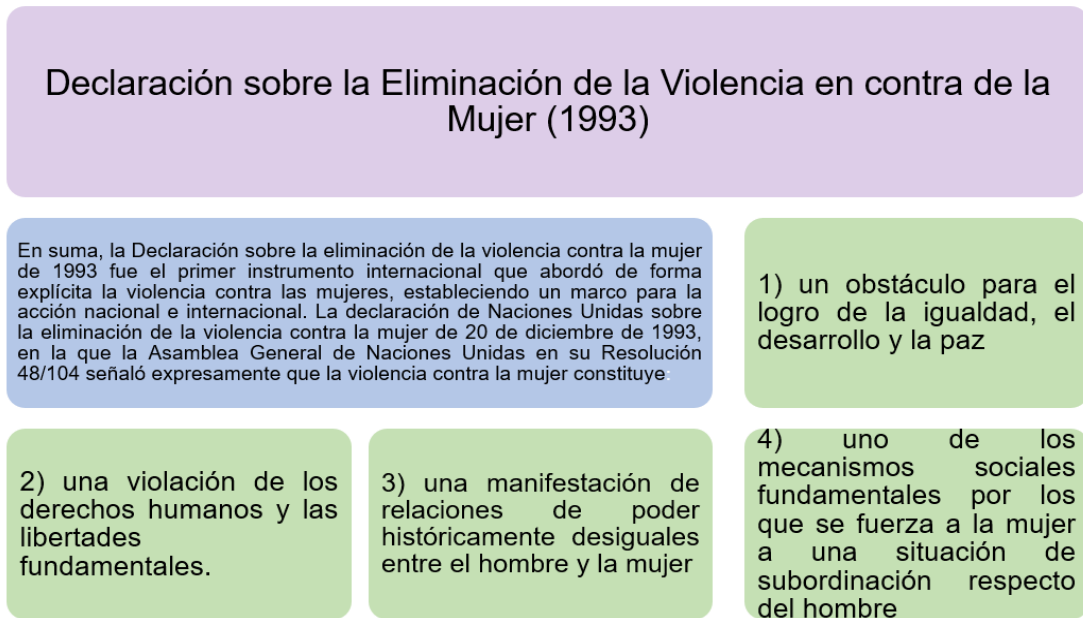 Declaración sobre la Eliminación de la Violencia en contra de la
Mujer (1993)
En suma, la Declaración sobre la eliminación de la violencia contra la mujer
de 1993 fue el primer instrumento internacional que abordó de forma
explícita la violencia contra las mujeres, estableciendo un marco para la
acción nacional e internacional. La declaración de Naciones Unidas sobre
la eliminación de la violencia contra la mujer de 20 de diciembre de 1993,
en la que la Asamblea General de Naciones Unidas en su Resolución
48/104 señaló expresamente que la violencia contra la mujer constituye:
1) un obstáculo para el
logro de la igualdad, el
desarrollo y la paz
2) una violación de los
derechos humanos y las
libertades
fundamentales.
3) una manifestación de
relaciones de poder
históricamente desiguales
entre el hombre y la mujer
4) uno de los
mecanismos sociales
fundamentales por los
que se fuerza a la mujer
a una situación de
subordinación respecto
del hombre